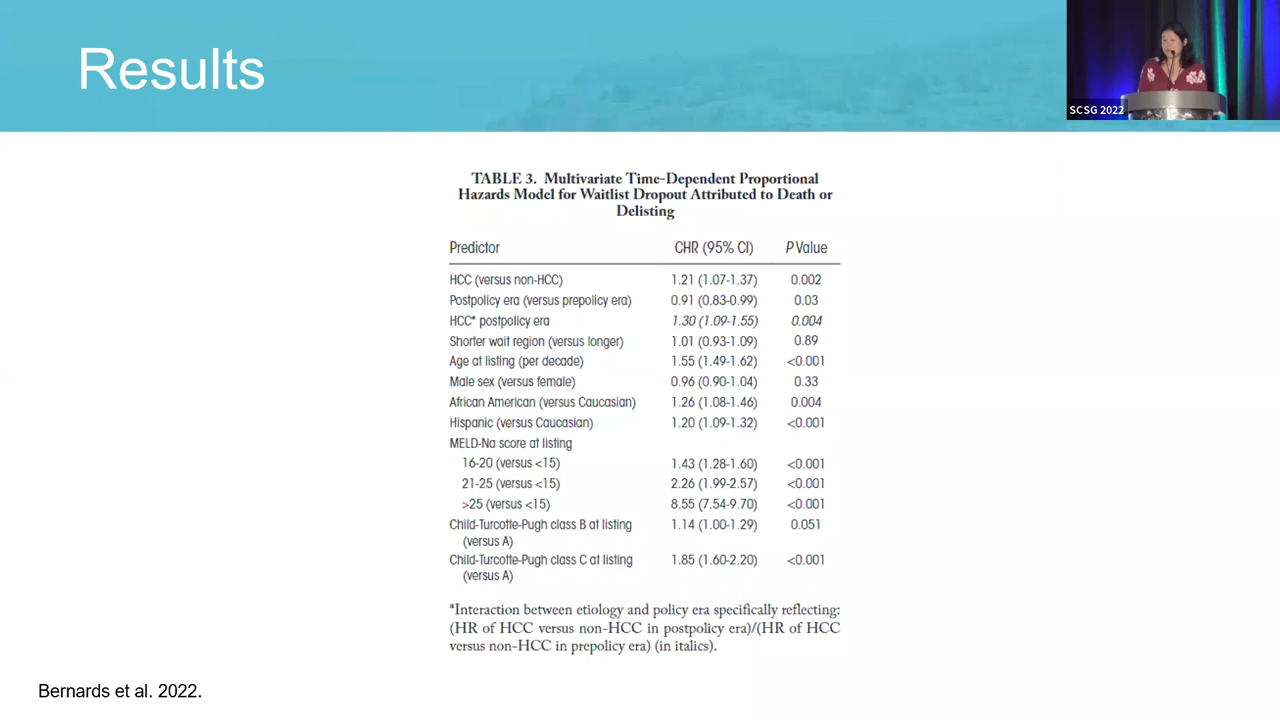 Results
SCSG 2022
TABLE 3. Multivariate Time-Dependent Proportional
Hazards Model for Waitlist Dropout Attributed to Death or
Delisting
Predictor CHR (95% CI) P Value
HCC (versus non-HCC) 1.21 (1.07-1.37) 0.002
Postpolicy era (versus prepolicy era) 0.91 (0.83-0.99) 0.03
HCC* postpolicy era 1.30 (1.09-1.55) 0.004
Shorter wait region (versus longer) 1.01 (0.93-1.09) 0.89
Age at listing (per decade) 1.55 (1.49-1.62) <0.001
Male sex (versus female) 0.96 (0.90-1.04) 0.33
African American (versus Caucasian) 1.26 (1.08-1.46) 0.004
Hispanic (versus Caucasian) 1.20 (1.09-1.32) <0.001
MELD-Na score at listing
16-20 (versus <15) 1.43 (1.28-1.60) <0.001
21-25 (versus <15) 2.26 (1.99-2.57) <0.001
>25 (versus <15) 8.55 (7.54-9.70) <0.001
Child-Turcotte-Pugh class B at listing 1.14 (1.00-1.29) 0.051
(versus A)
Child-Turcotte-Pugh class C at listing 1.85 (1.60-2.20) <0.001
(versus A)
*Interaction between etiology and policy era specifically reflecting:
(HR of HCC versus non-HCC in postpolicy era)/(HR of HCC
versus non-HCC in prepolicy era) (in italics).
Bernards et al. 2022.